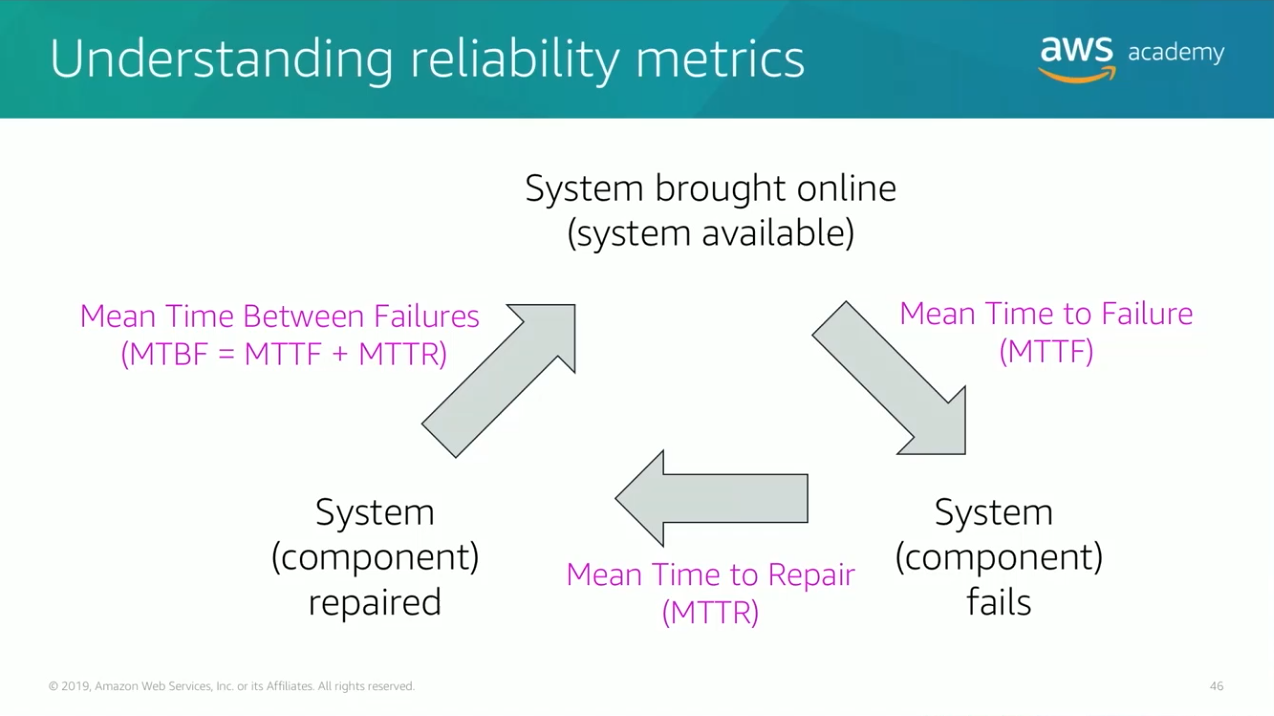 Understanding reliability metrics
aws academy
System brought online
(system available)
Mean Time Between Failures
(MTBF = MTTF + MTTR)
Mean Time to Failure
(MTTF)
System
(component)
repaired
Mean Time to Repair
(MTTR)
System
(component)
fails
© 2019, Amazon Web Services, Inc. or its Affiliates. All rights reserved.
46